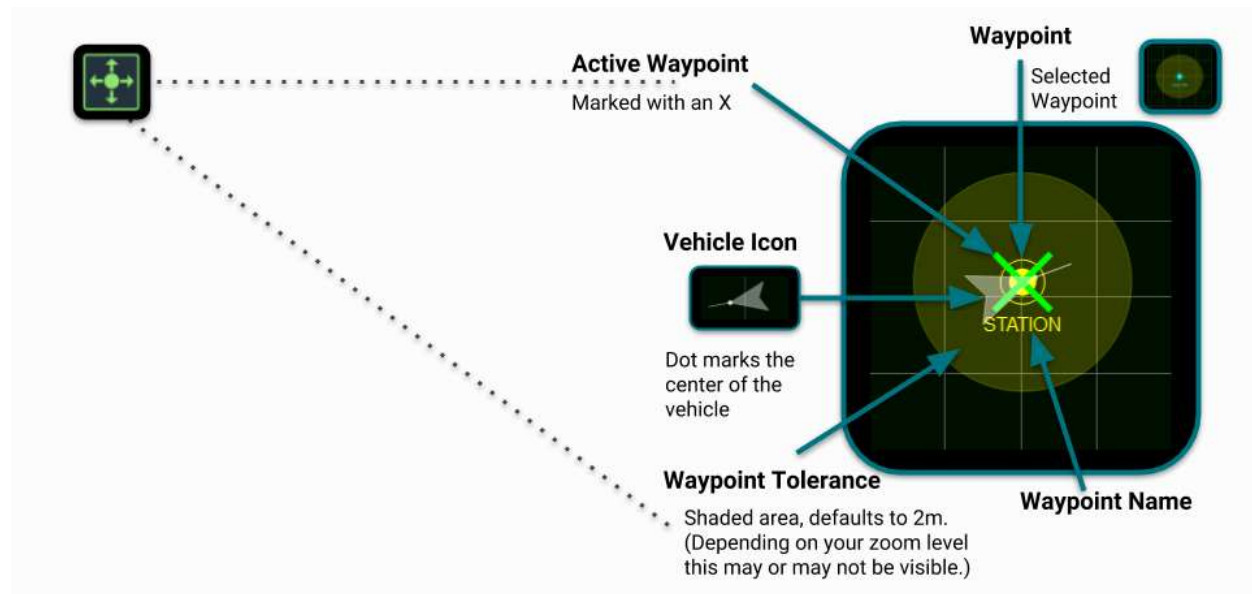 Waypoint
Active Waypoint
Selected
Waypoint
Marked with an X
Vehicle Icon
STATION
Dot marks the
center of the
vehicle
Waypoint Tolerance
Waypoint Name
Shaded area, defaults to 2m.
(Depending on your zoom level
this may or may not be visible.)